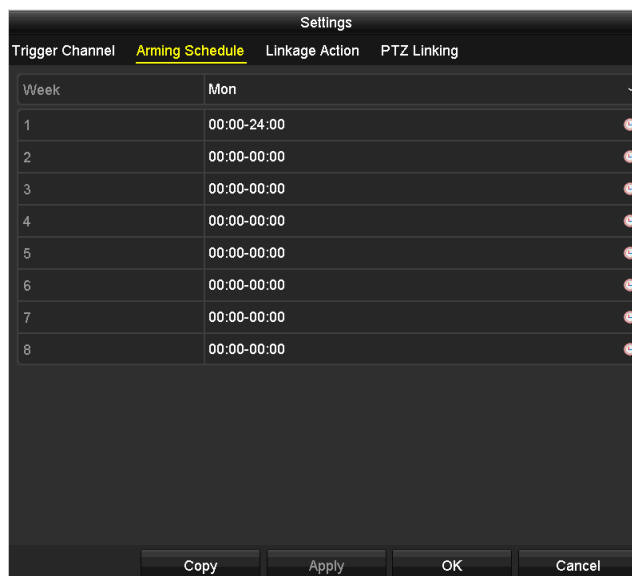 Settings
Trigger Channel Arming Schedule Linkage Action PTZ Linking
Week Mon
1 00:00-24:00
2 00:00-00:00
3 00:00-00:00
4 00:00-00:00
5 00:00-00:00
6 00:00-00:00
7 00:00-00:00
8 00:00-00:00
Copy Apply OK Cancel